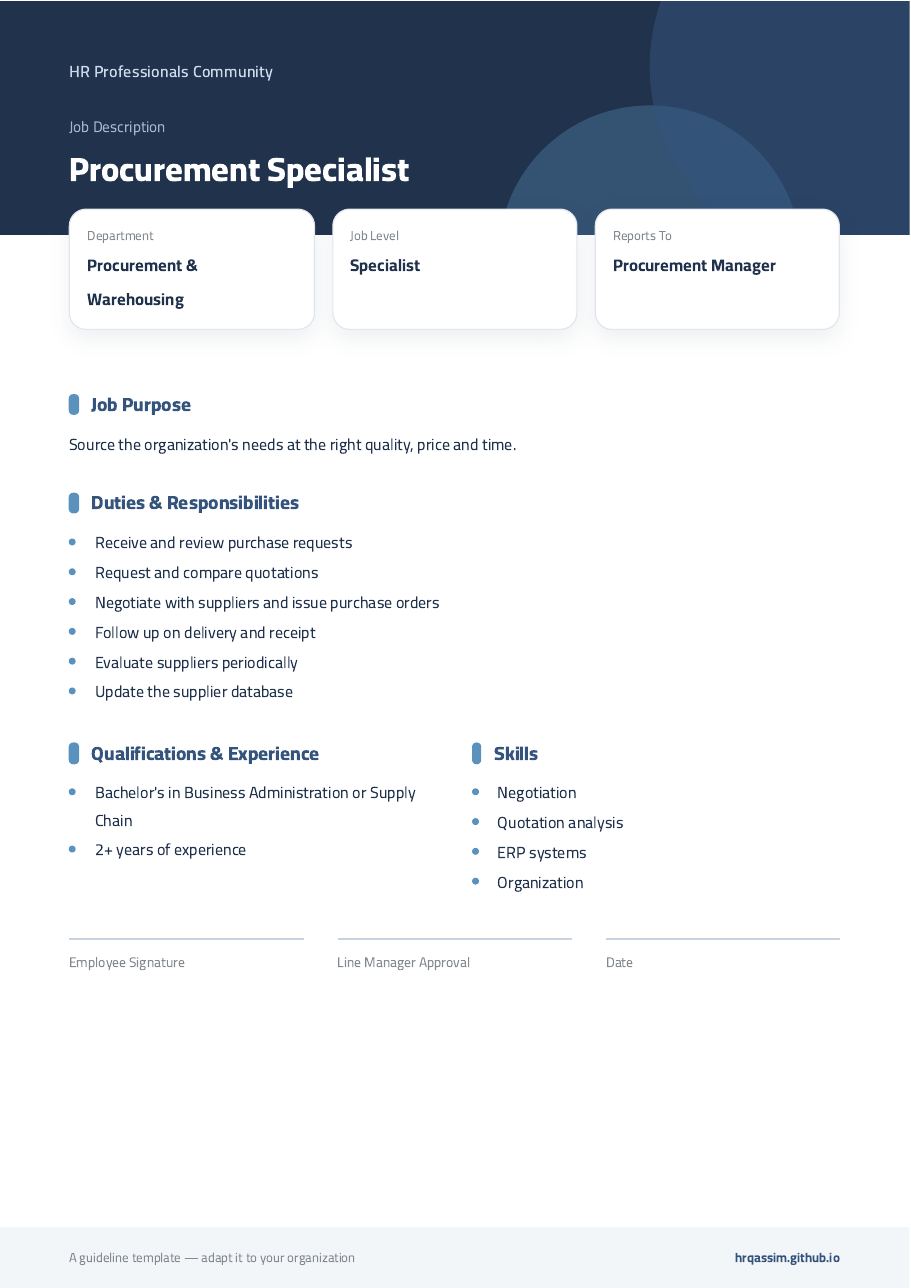 HR Professionals Community
Job Description
Procurement Specialist
Department
Procurement &
Warehousing
Job Level
Specialist
Reports To
Procurement Manager
Job Purpose
Source the organization's needs at the right quality, price and time.
Duties & Responsibilities
Receive and review purchase requests
Request and compare quotations
Negotiate with suppliers and issue purchase orders
Follow up on delivery and receipt
Evaluate suppliers periodically
Update the supplier database
Qualifications & Experience
Bachelor's in Business Administration or Supply
Chain
2+ years of experience
Skills
Negotiation
Quotation analysis
ERP systems
Organization
Employee Signature
Line Manager Approval
Date
A guideline template — adapt it to your organization
hrqassim.github.io